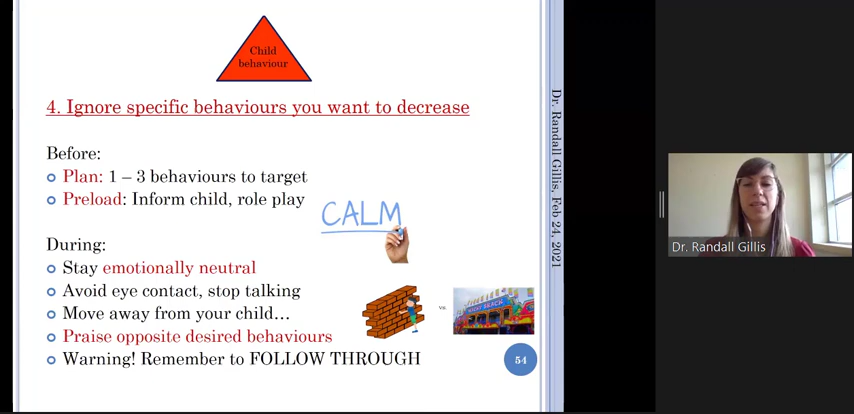 Child
behaviour
4. Ignore specific behaviours you want to decrease
Before:
Plan: 1 – 3 behaviours to target
Preload: Inform child, role play
CALM
During:
Stay emotionally neutral
Avoid eye contact, stop talking
Move away from your child…
vs.
Praise opposite desired behaviours
Warning! Remember to FOLLOW THROUGH
54
Dr. Randall Gillis, Feb 24, 2021
Dr. Randall Gillis